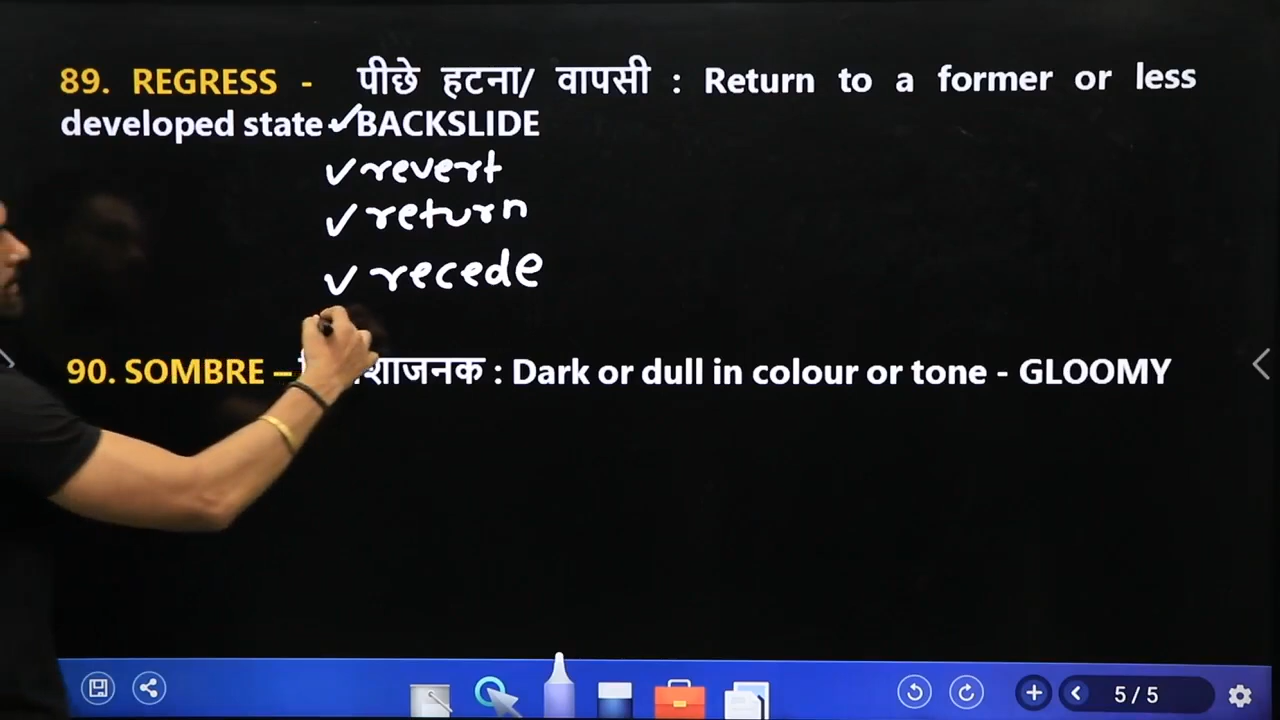 89. REGRESS - पीछे हटना/ वापसी : Return to a former or less
developed state - BACKSLIDE
✓ revert
✓ return
✓ recede
90. SOMBRE – : Dark or dull in colour or tone - GLOOMY
5 / 5